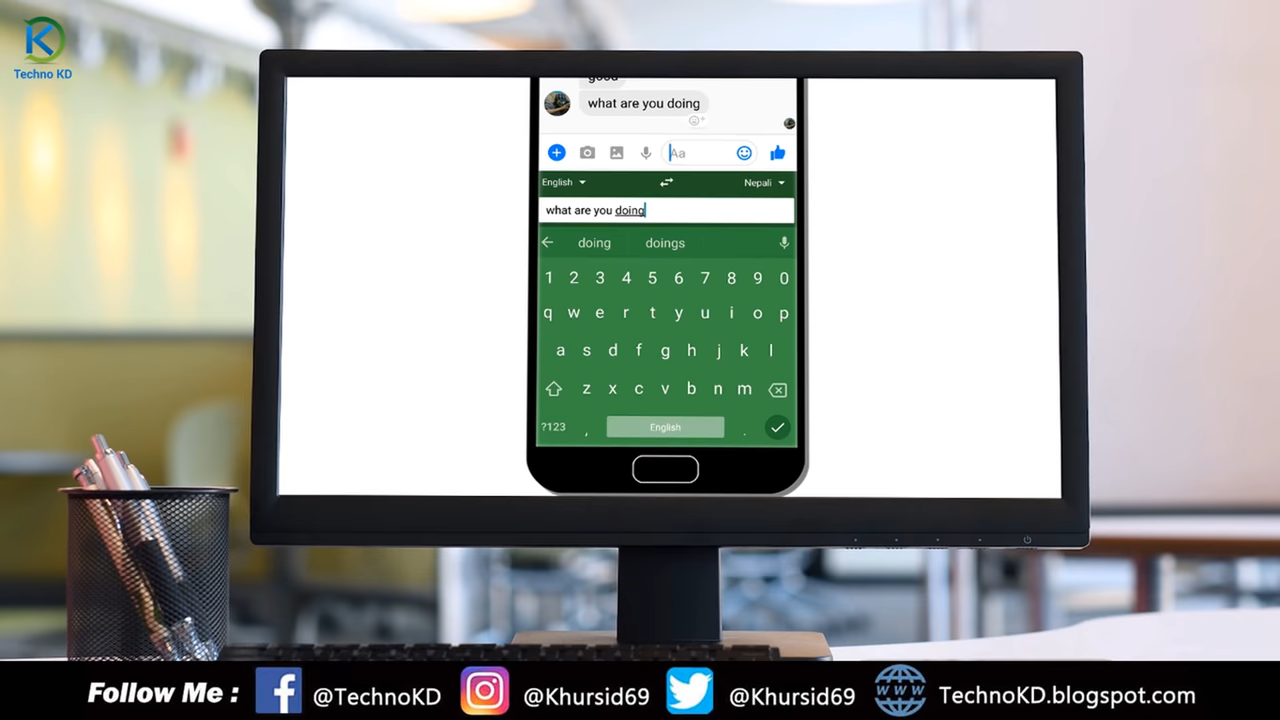 Techno KD
good
what are you doing
Aa
English
Nepali
what are you doing
doing doings
1 2 3 4 5 6 7 8 9 0
q w e r t y u i o p
a s d f g h j k l
z x c v b n m
?123 , English .
Follow Me : @TechnoKD @Khursid69 @Khursid69 WWW TechnoKD.blogspot.com